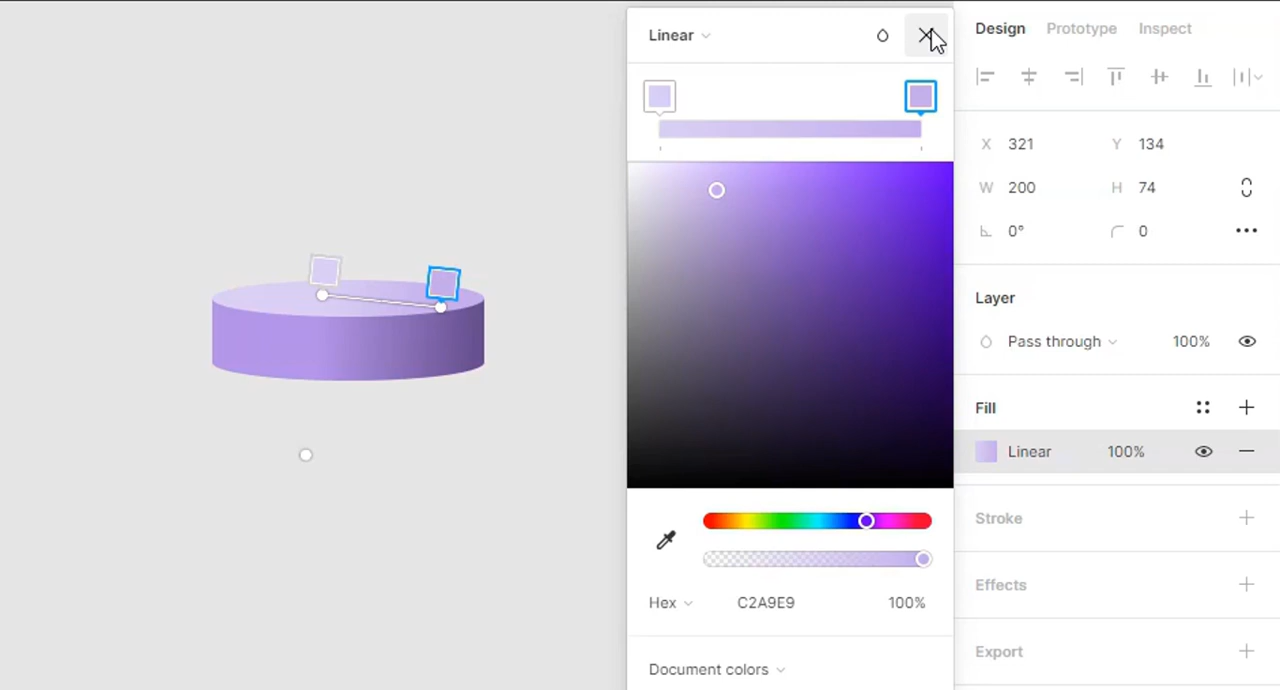 Linear
Design Prototype Inspect
X 321 Y 134
W 200 H 74
0° 0
Layer
Pass through 100%
Fill
Linear 100%
Stroke
Effects
Hex C2A9E9 100%
Export
Document colors